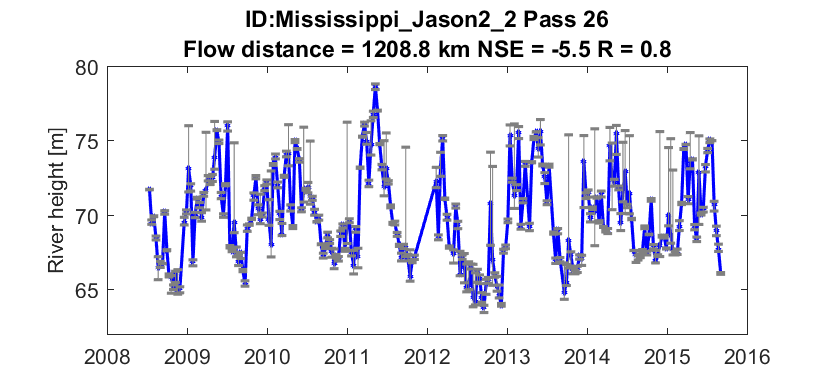 ID:Mississippi_Jason2_2 Pass 26
Flow distance = 1208.8 km NSE = -5.5 R = 0.8
River height [m]
80
75
70
65
2008 2009 2010 2011 2012 2013 2014 2015 2016